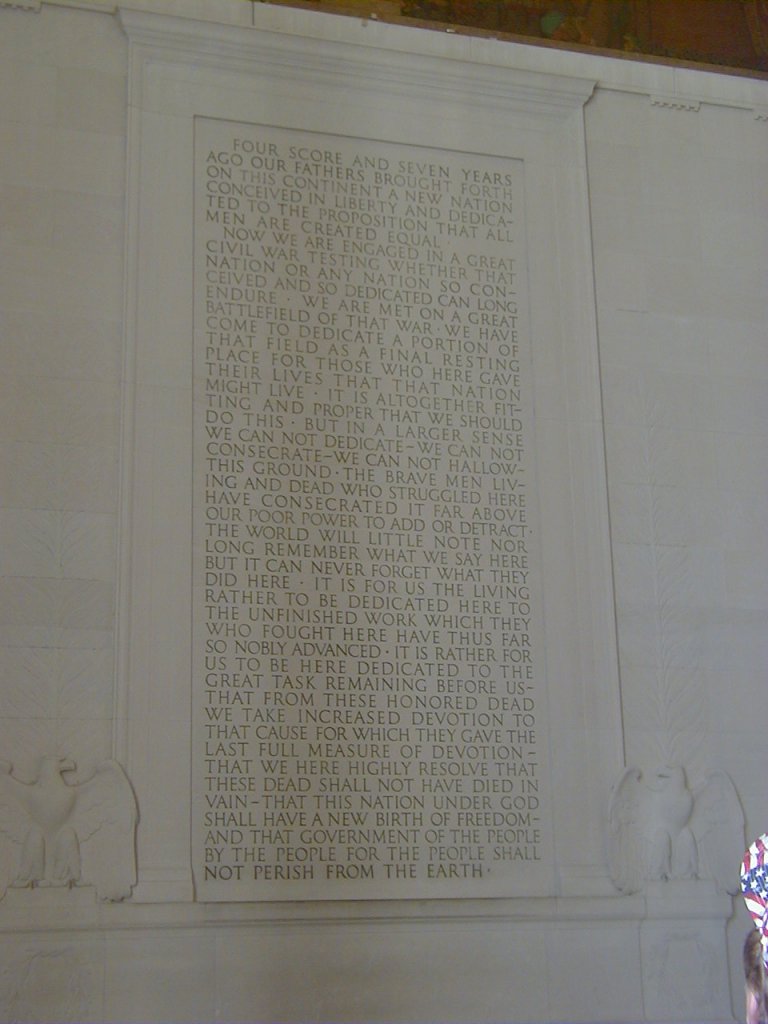 FOUR SCORE AND SEVEN YEARS
AGO OUR FATHERS BROUGHT FORTH
ON THIS CONTINENT A NEW NATION
CONCEIVED IN LIBERTY AND DEDICA-
TED TO THE PROPOSITION THAT ALL
MEN ARE CREATED EQUAL ·
NOW WE ARE ENGAGED IN A GREAT
CIVIL WAR TESTING WHETHER THAT
NATION OR ANY NATION SO CON-
CEIVED AND SO DEDICATED CAN LONG
ENDURE · WE ARE MET ON A GREAT
BATTLEFIELD OF THAT WAR · WE HAVE
COME TO DEDICATE A PORTION OF
THAT FIELD AS A FINAL RESTING
PLACE FOR THOSE WHO HERE GAVE
THEIR LIVES THAT THAT NATION
MIGHT LIVE · IT IS ALTOGETHER FIT-
TING AND PROPER THAT WE SHOULD
DO THIS · BUT IN A LARGER SENSE
WE CAN NOT DEDICATE–WE CAN NOT
CONSECRATE–WE CAN NOT HALLOW–
THIS GROUND · THE BRAVE MEN LIV-
ING AND DEAD WHO STRUGGLED HERE
HAVE CONSECRATED IT FAR ABOVE
OUR POOR POWER TO ADD OR DETRACT ·
THE WORLD WILL LITTLE NOTE NOR
LONG REMEMBER WHAT WE SAY HERE
BUT IT CAN NEVER FORGET WHAT THEY
DID HERE · IT IS FOR US THE LIVING
RATHER TO BE DEDICATED HERE TO
THE UNFINISHED WORK WHICH THEY
WHO FOUGHT HERE HAVE THUS FAR
SO NOBLY ADVANCED · IT IS RATHER FOR
US TO BE HERE DEDICATED TO THE
GREAT TASK REMAINING BEFORE US–
THAT FROM THESE HONORED DEAD
WE TAKE INCREASED DEVOTION TO
THAT CAUSE FOR WHICH THEY GAVE THE
LAST FULL MEASURE OF DEVOTION–
THAT WE HERE HIGHLY RESOLVE THAT
THESE DEAD SHALL NOT HAVE DIED IN
VAIN–THAT THIS NATION UNDER GOD
SHALL HAVE A NEW BIRTH OF FREEDOM–
AND THAT GOVERNMENT OF THE PEOPLE
BY THE PEOPLE FOR THE PEOPLE SHALL
NOT PERISH FROM THE EARTH ·